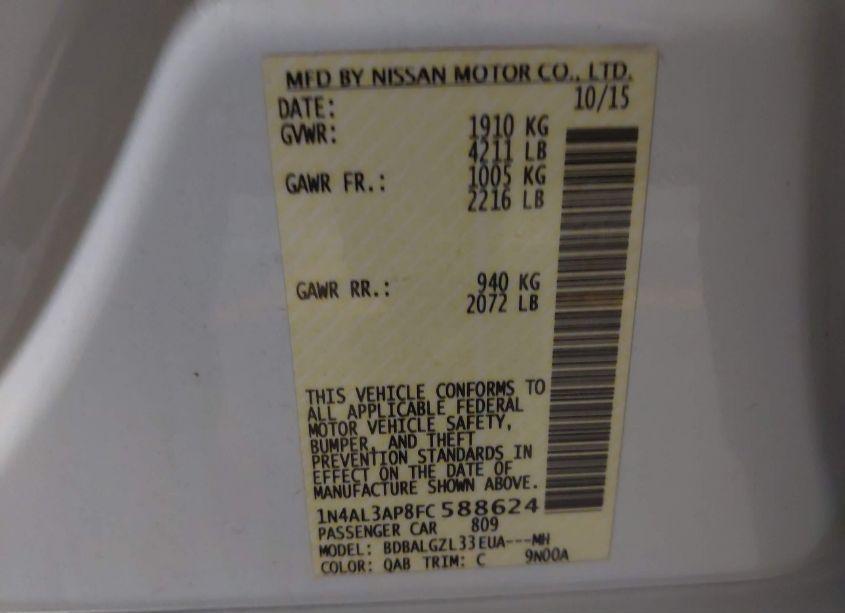 MFD BY NISSAN MOTOR CO., LTD.
DATE: 10/15
GVWR: 1910 KG
4211 LB
GAWR FR.: 1005 KG
2216 LB
GAWR RR.: 940 KG
2072 LB
THIS VEHICLE CONFORMS TO
ALL APPLICABLE FEDERAL
MOTOR VEHICLE SAFETY,
BUMPER, AND THEFT
PREVENTION STANDARDS IN
EFFECT ON THE DATE OF
MANUFACTURE SHOWN ABOVE.
1N4AL3AP8FC588624
PASSENGER CAR 809
MODEL: BDBALGZL33EUA---MH
COLOR: QAB TRIM: C 9N00A